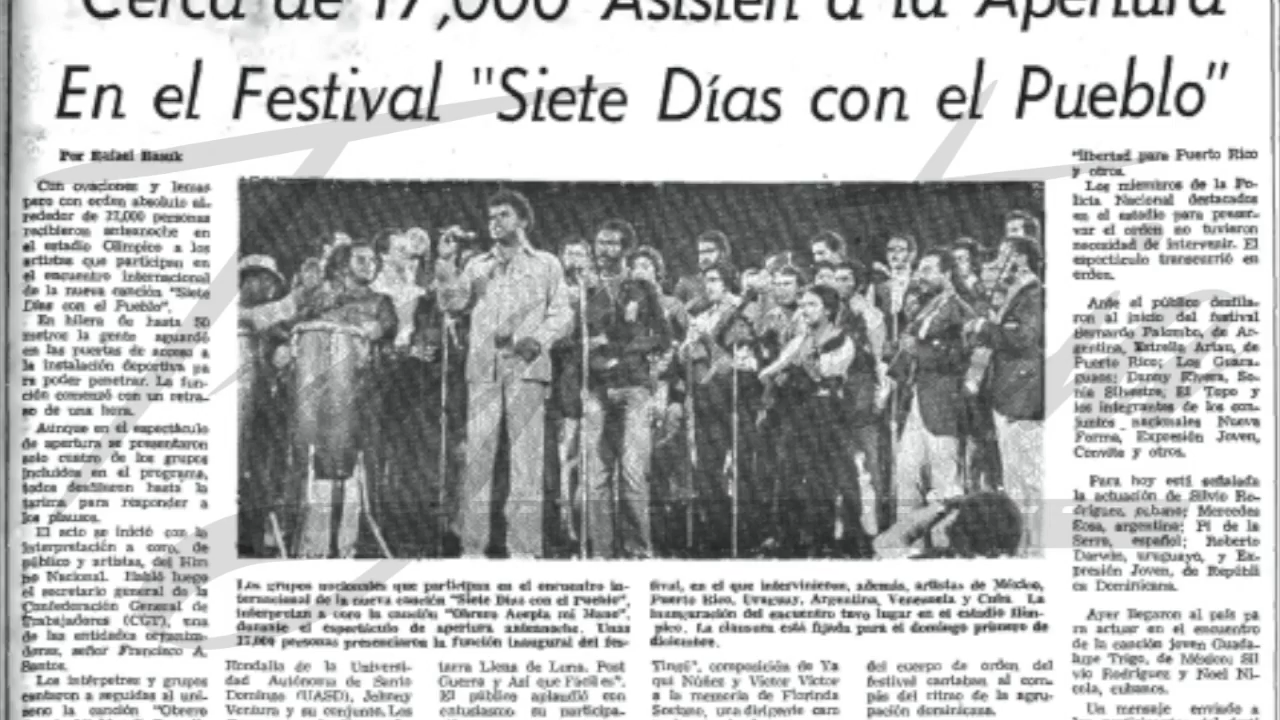 Cerca de 17,000 Asisten a la Apertura
En el Festival "Siete Días con el Pueblo"
Por Rafael Basuk
Con ovaciones y lemas
pero con orden absoluto al-
rededor de 17,000 personas
recibieron antenoche en
el estadio Olímpico a los
artistas que participan en
el encuentro internacional
de la nueva canción "Siete
Días con el Pueblo".
En hilera de hasta 50
metros la gente aguardó
en las puertas de acceso a
la instalación deportiva pa
ra poder penetrar. La fun-
ción comenzó con un retra-
so de una hora.
Aunque en el espectáculo
de apertura se presentaron
solo cuatro de los grupos
incluidos en el programa,
todos desfilaron hasta la
tarima para responder a
los plausos.
El acto se inició con la
interpretación a coro, de
público y artistas, del Him
no Nacional. Habló luego
el secretario general de la
Confederación General de
Trabajadores (CGT), una
de las entidades organiza-
doras, señor Francisco A.
Santos.
Los intérpretes y grupos
cantaron a seguidas al uní-
sono la canción "Obrero
Los grupos nacionales que participan en el encuentro in-
ternacional de la nueva canción "Siete Días con el Pueblo",
interpretan a coro la canción "Obrero Acepta mi Mano",
durante el espectáculo de apertura antenoche. Unas
17,000 personas presenciaron la función inaugural del fes-
tival, en el que intervinieron, además, artistas de México,
Puerto Rico, Uruguay, Argentina, Venezuela y Cuba. La
inauguración del encuentro tuvo lugar en el estadio Olím-
pico. La clausura está fijada para el domingo primero de
diciembre.
Rondalla de la Universi-
dad Autónoma de Santo
Domingo (UASD), Johnny
Ventura y su conjunto, Los
tarra Llena de Luna, Post
Guerra y Así que Fáciles".
El público aplaudió con
entusiasmo su participa-
Tingó", composición de Ya
qui Núñez y Víctor Víctor
a la memoria de Florinda
Soriano, una dirigente cam
del cuerpo de orden del
festival cantaban al com-
pás del ritmo de la agru-
pación dominicana.
"libertad para Puerto Rico
y otros.
Los miembros de la Po-
licía Nacional destacados
en el estadio para preser-
var el orden no tuvieron
necesidad de intervenir. El
espectáculo transcurrió en
orden.
Ante el público desfila-
ron al inicio del festival
Bernardo Palombo, de Ar-
gentina, Estrella Artau, de
Puerto Rico; Los Guara-
guaos; Danny Rivera, So-
nia Silvestre, El Topo y
los integrantes de los con-
juntos nacionales Nueva
Forma, Expresión Joven,
Convite y otros.
Para hoy está señalada
la actuación de Silvio Ro-
dríguez, cubano; Mercedes
Sosa, argentina; Pi de la
Serra, español; Roberto
Darwin, uruguayo, y Ex-
presión Joven, de Repúbli
ca Dominicana.
Ayer llegaron al país pa
ra actuar en el encuentro
de la canción joven Guada-
lupe Trigo, de México; Sil
vio Rodríguez y Noel Ni-
cola, cubanos.
Un mensaje enviado a